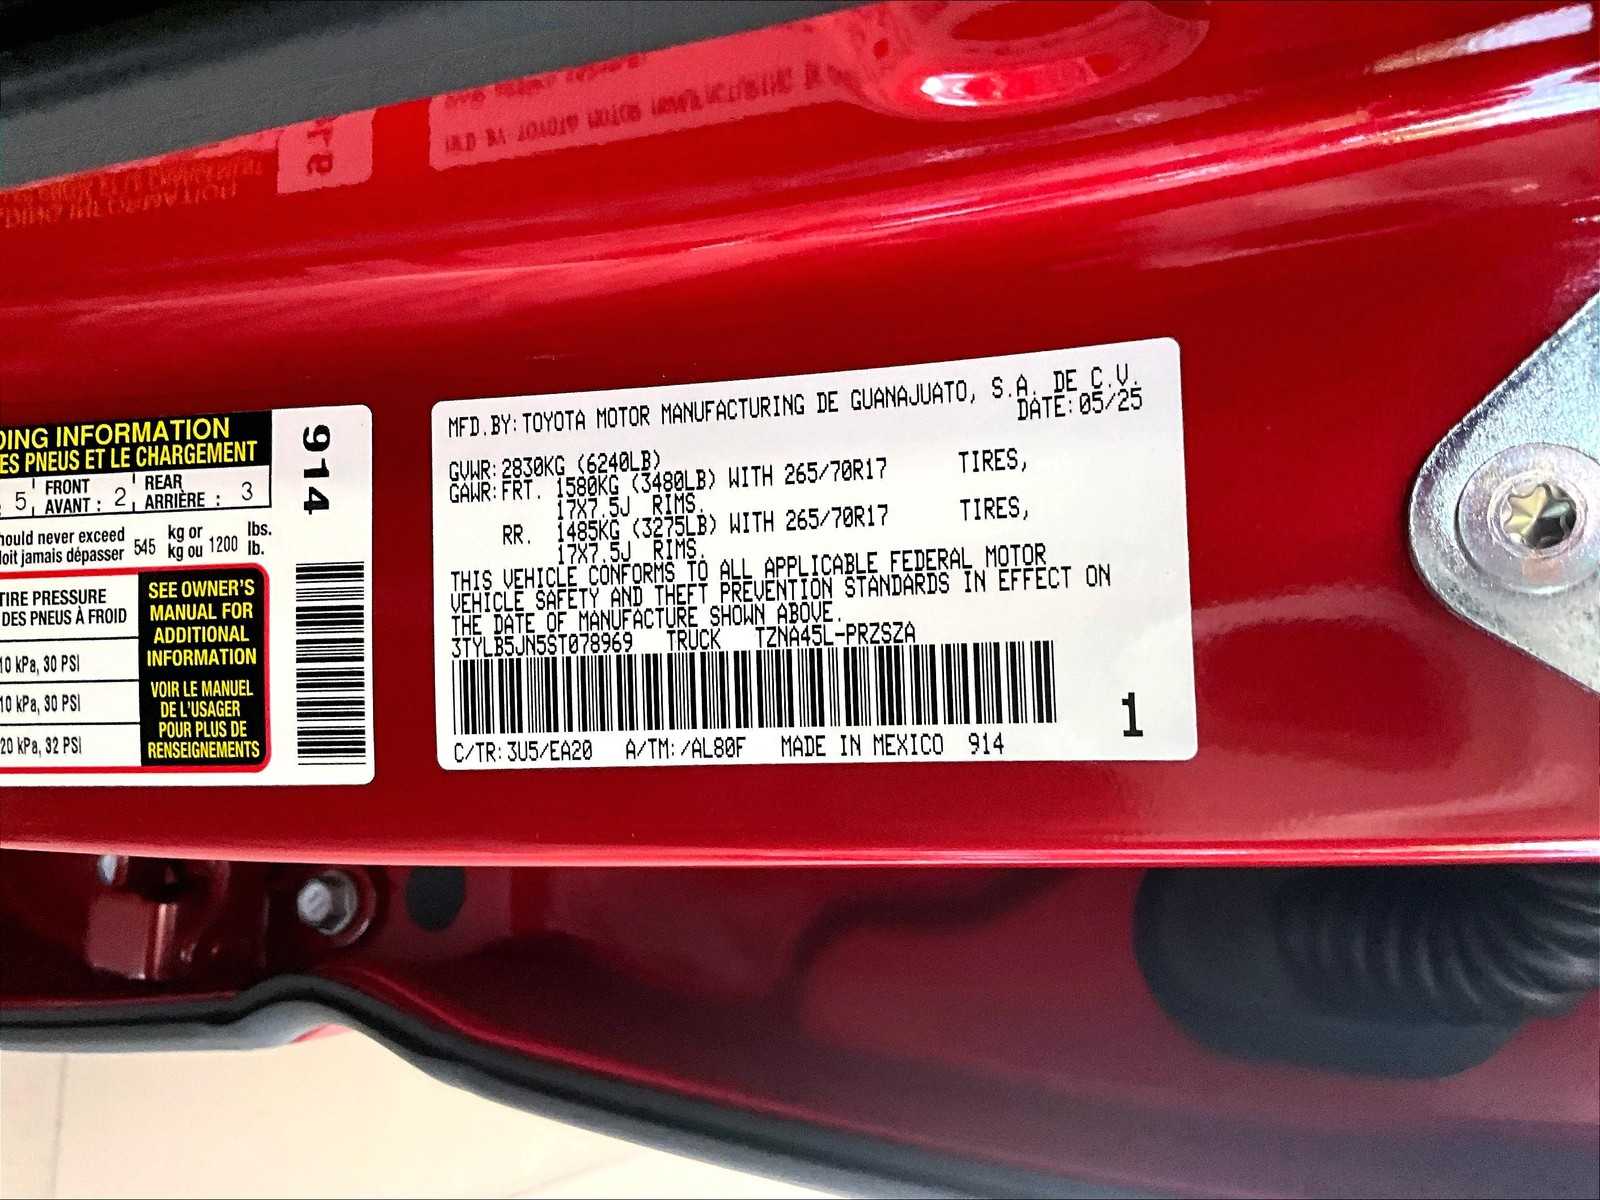 DING INFORMATION
ES PNEUS ET LE CHARGEMENT
5 FRONT AVANT : 2 REAR ARRIÈRE : 3
hould never exceed 545 kg or 1200 lbs.
loit jamais dépasser kg ou lb.
TIRE PRESSURE
DES PNEUS À FROID
10 kPa, 30 PSI
10 kPa, 30 PSI
20 kPa, 32 PSI
SEE OWNER'S
MANUAL FOR
ADDITIONAL
INFORMATION
VOIR LE MANUEL
DE L'USAGER
POUR PLUS DE
RENSEIGNEMENTS
914
MFD.BY:TOYOTA MOTOR MANUFACTURING DE GUANAJUATO, S.A. DE C.V.
DATE:05/25
GVWR:2830KG (6240LB)
GAWR:FRT. 1580KG (3480LB) WITH 265/70R17 TIRES,
17X7.5J RIMS.
RR. 1485KG (3275LB) WITH 265/70R17 TIRES,
17X7.5J RIMS.
THIS VEHICLE CONFORMS TO ALL APPLICABLE FEDERAL MOTOR
VEHICLE SAFETY AND THEFT PREVENTION STANDARDS IN EFFECT ON
THE DATE OF MANUFACTURE SHOWN ABOVE.
3TYLB5JN5ST078969 TRUCK TZNA45L-PRZSZA
C/TR:3U5/EA20 A/TM:/AL80F MADE IN MEXICO 914
1